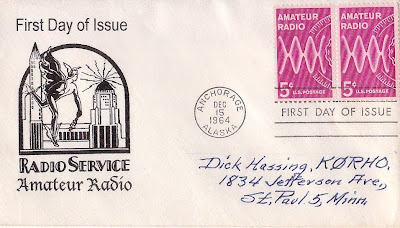 First Day of Issue
RADIO SERVICE
Amateur Radio
AMATEUR
RADIO
5¢
U.S. POSTAGE
AMATEUR
RADIO
5¢
U.S. POSTAGE
ANCHORAGE
DEC
15
1964
ALASKA
FIRST DAY OF ISSUE
Dick Hassing, KØRHO.
1834 Jefferson Ave,
St. Paul 5, Minn.